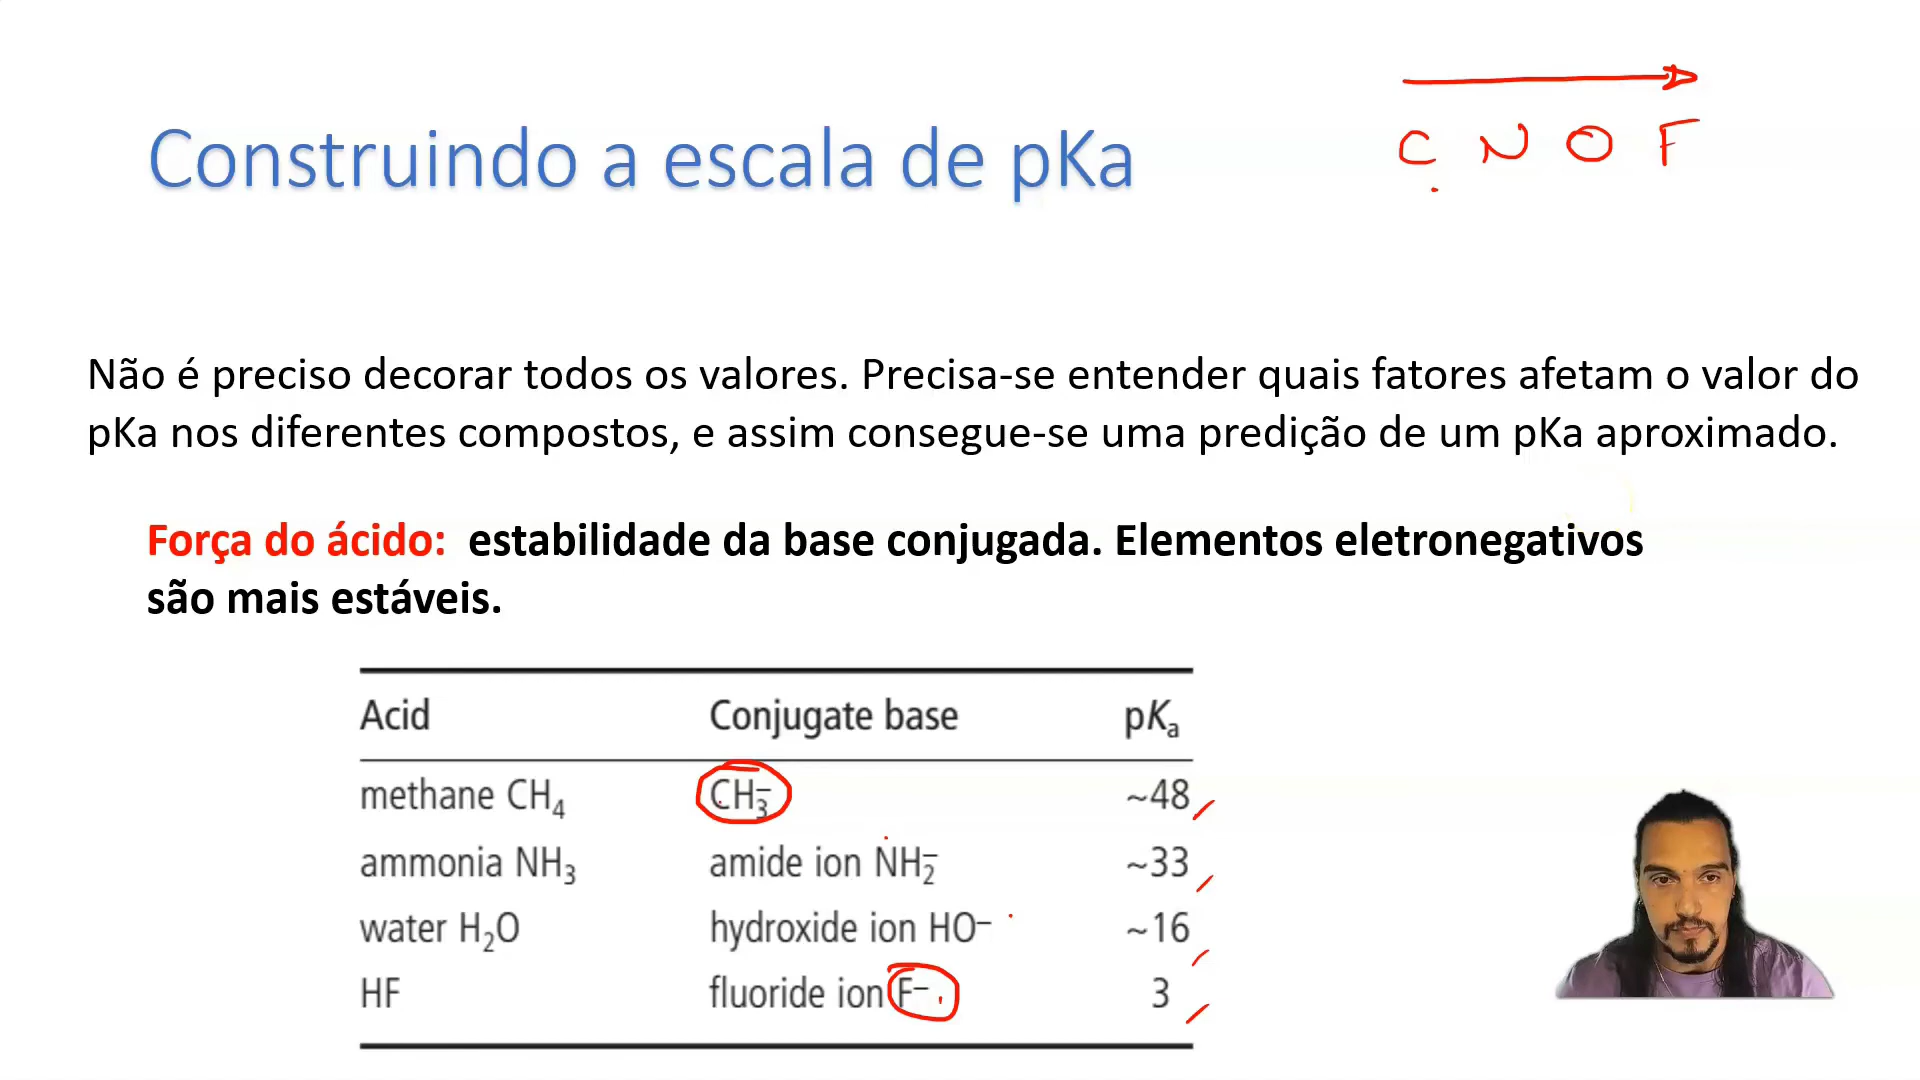 C N O F
Construindo a escala de pKa
Não é preciso decorar todos os valores. Precisa-se entender quais fatores afetam o valor do
pKa nos diferentes compostos, e assim consegue-se uma predição de um pKa aproximado.
Força do ácido: estabilidade da base conjugada. Elementos eletronegativos
são mais estáveis.
Acid Conjugate base pKₐ
methane CH₄ CH₃⁻ ~48
ammonia NH₃ amide ion NH₂⁻ ~33
water H₂O hydroxide ion HO⁻ ~16
HF fluoride ion F⁻ 3